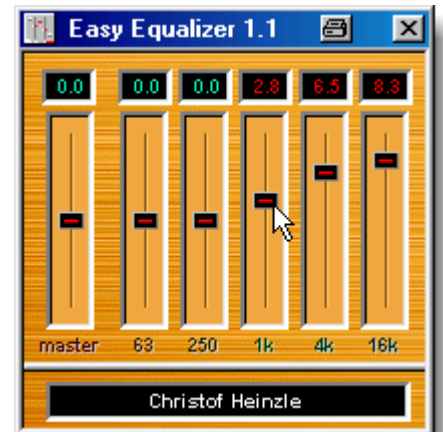 Easy Equalizer 1.1
0.0 0.0 0.0 2.8 6.5 8.3
master 63 250 1k 4k 16k
Christof Heinzle